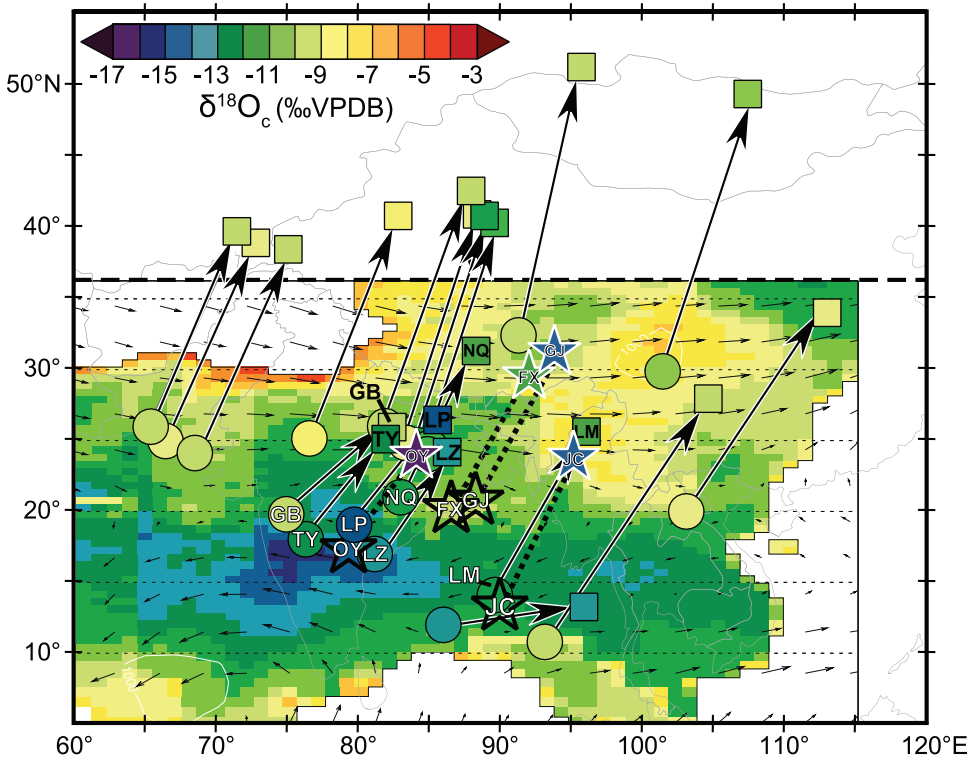 -17 -15 -13 -11 -9 -7 -5 -3
δ¹⁸O_c (‰VPDB)
50°N
40°
30°
20°
10°
60° 70° 80° 90° 100° 110° 120°E
GJ
NQ
FX
GB
LP
TY
LM
OY
LZ
JC
NQ
GJ
FX
GB
LP
TY
OY
LZ
LM
JC